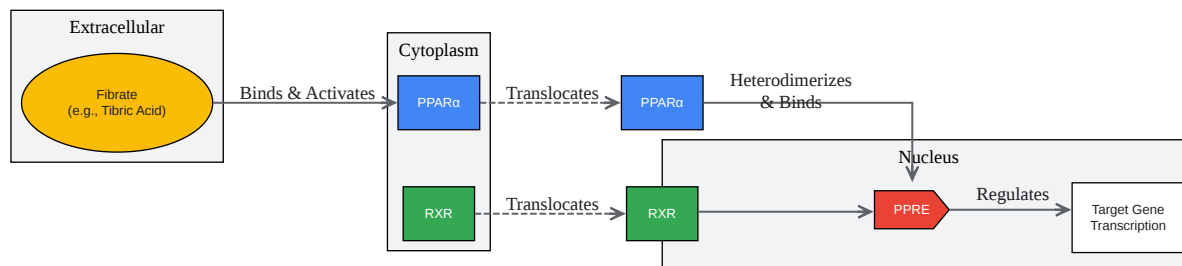 Extracellular
Fibrate
(e.g., Tibric Acid)
Binds & Activates
Cytoplasm
PPARα
Translocates
PPARα
Heterodimerizes
& Binds
RXR
Translocates
RXR
Nucleus
PPRE
Regulates
Target Gene
Transcription